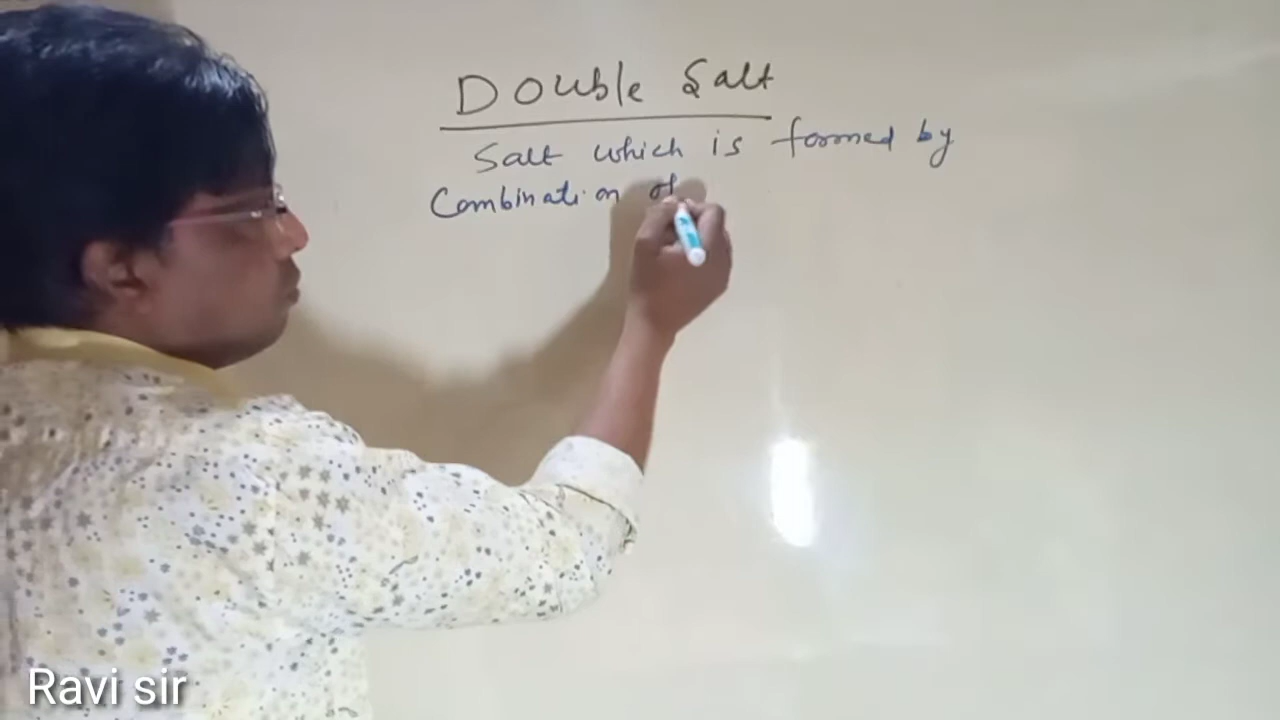 Double Salt
Salt which is formed by
Combination of
Ravi sir